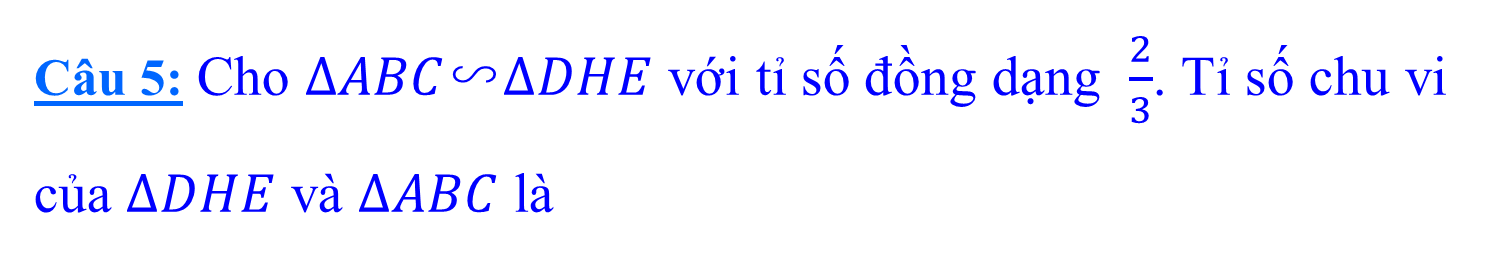 Câu 5: Cho ΔABC∽ΔDHE với tỉ số đồng dạng 2/3. Tỉ số chu vi
của ΔDHE và ΔABC là